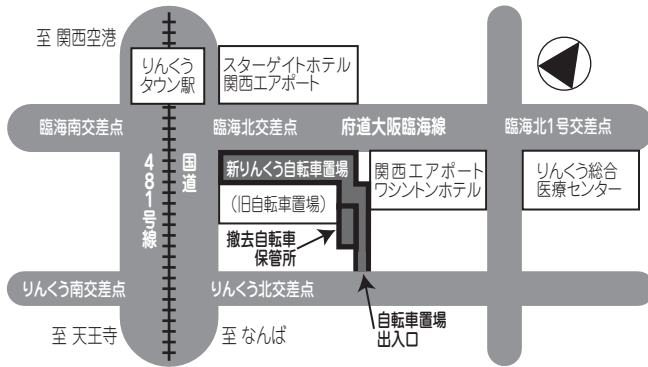 至 関西空港
りんくう
タウン駅
スターゲイトホテル
関西エアポート
臨海南交差点
臨海北交差点
府道大阪臨海線
臨海北1号交差点
国道
481号線
新りんくう自転車置場
(旧自転車置場)
関西エアポート
ワシントンホテル
りんくう総合
医療センター
撤去自転車
保管所
りんくう南交差点
りんくう北交差点
至 天王寺
至 なんば
自転車置場
出入口